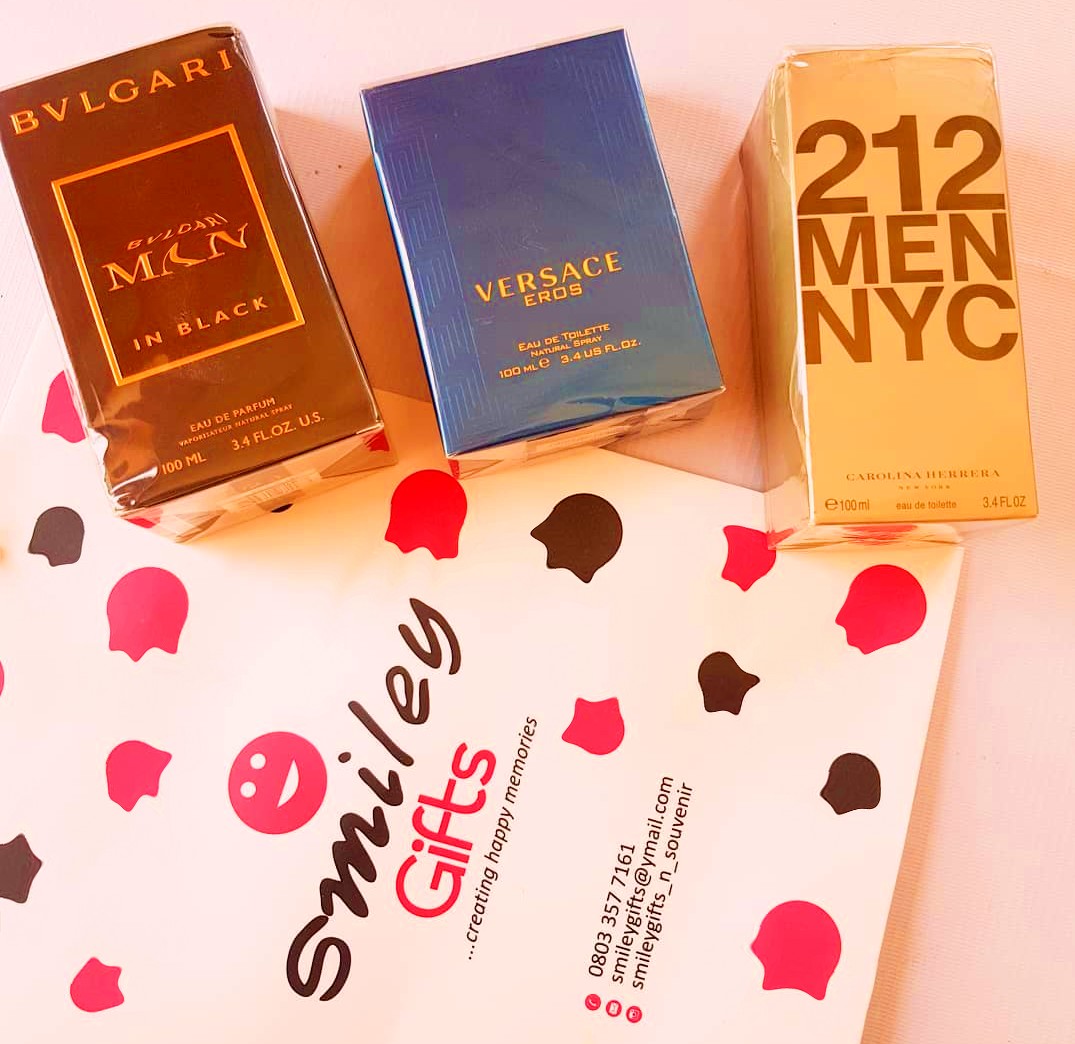 BVLGARI
BVLGARI
MAN
IN BLACK
EAU DE PARFUM
VAPORISATEUR NATURAL SPRAY
100 ML 3.4 FL.OZ. U.S.
VERSACE
EROS
EAU DE TOILETTE
NATURAL SPRAY
100 ML e 3.4 US FL.OZ.
212
MEN
NYC
CAROLINA HERRERA
NEW YORK
e100 ml eau de toilette 3.4 FL OZ
smiley
Gifts
...creating happy memories
0803 357 7161
smileygifts@ymail.com
smileygifts_n_souvenir